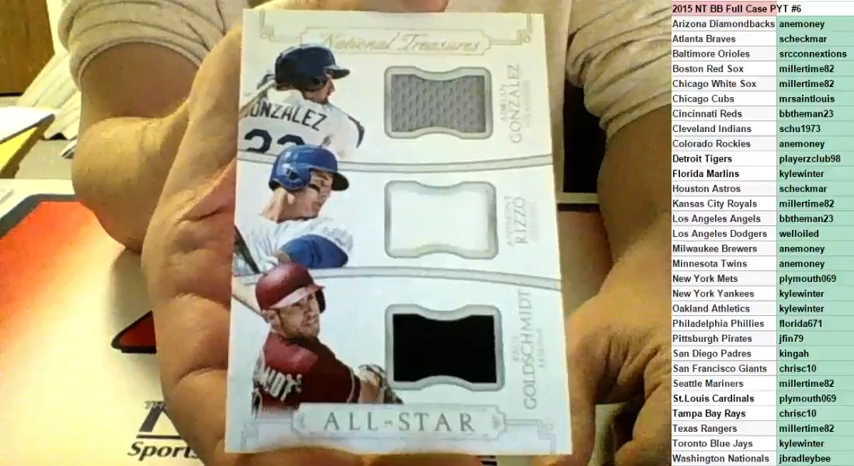 National Treasures
GONZALEZ
23
ADRIAN
GONZALEZ
ANTHONY
RIZZO
PAUL
GOLDSCHMIDT
ALL-STAR
Sports
2015 NT BB Full Case PYT #6
Arizona Diamondbacks anemoney
Atlanta Braves scheckmar
Baltimore Orioles srcconnextions
Boston Red Sox millertime82
Chicago White Sox millertime82
Chicago Cubs mrsaintlouis
Cincinnati Reds bbtheman23
Cleveland Indians schu1973
Colorado Rockies anemoney
Detroit Tigers playerzclub98
Florida Marlins kylewinter
Houston Astros scheckmar
Kansas City Royals millertime82
Los Angeles Angels bbtheman23
Los Angeles Dodgers welloiled
Milwaukee Brewers anemoney
Minnesota Twins anemoney
New York Mets plymouth069
New York Yankees kylewinter
Oakland Athletics kylewinter
Philadelphia Phillies florida671
Pittsburgh Pirates jfin79
San Diego Padres kingah
San Francisco Giants chrisc10
Seattle Mariners millertime82
St.Louis Cardinals plymouth069
Tampa Bay Rays chrisc10
Texas Rangers millertime82
Toronto Blue Jays kylewinter
Washington Nationals jbradleybee